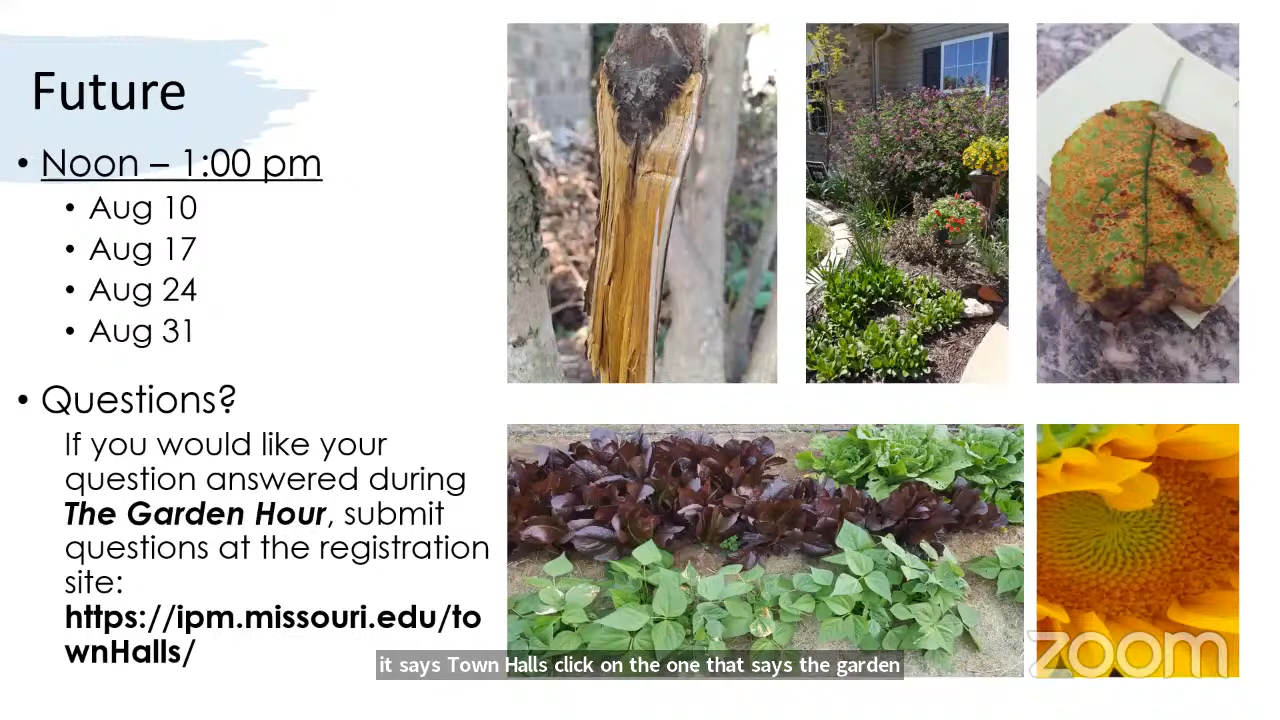 Future
• Noon – 1:00 pm
• Aug 10
• Aug 17
• Aug 24
• Aug 31
• Questions?
If you would like your
question answered during
The Garden Hour, submit
questions at the registration
site:
https://ipm.missouri.edu/to
wnHalls/
it says Town Halls click on the one that says the garden
zoom